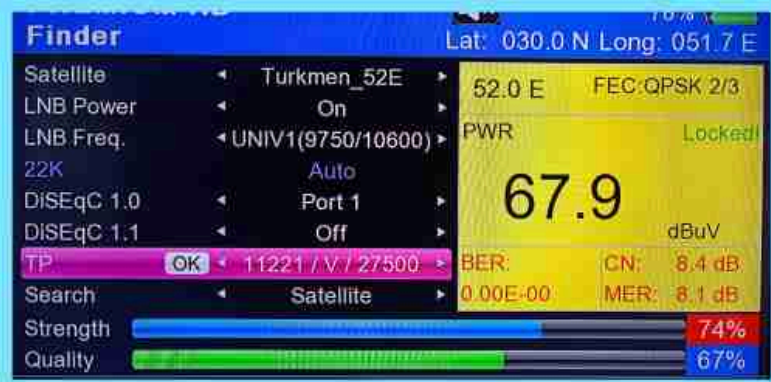 Finder
Lat: 030.0 N Long: 051.7 E
Satellite Turkmen_52E
LNB Power On
LNB Freq. UNIV1(9750/10600)
22K Auto
DiSEqC 1.0 Port 1
DiSEqC 1.1 Off
TP OK 11221 / V / 27500
Search Satellite
52.0 E FEC:QPSK 2/3
PWR Locked!
67.9
dBuV
BER: CN: 8.4 dB
0.00E-00 MER: 8.1 dB
Strength 74%
Quality 67%